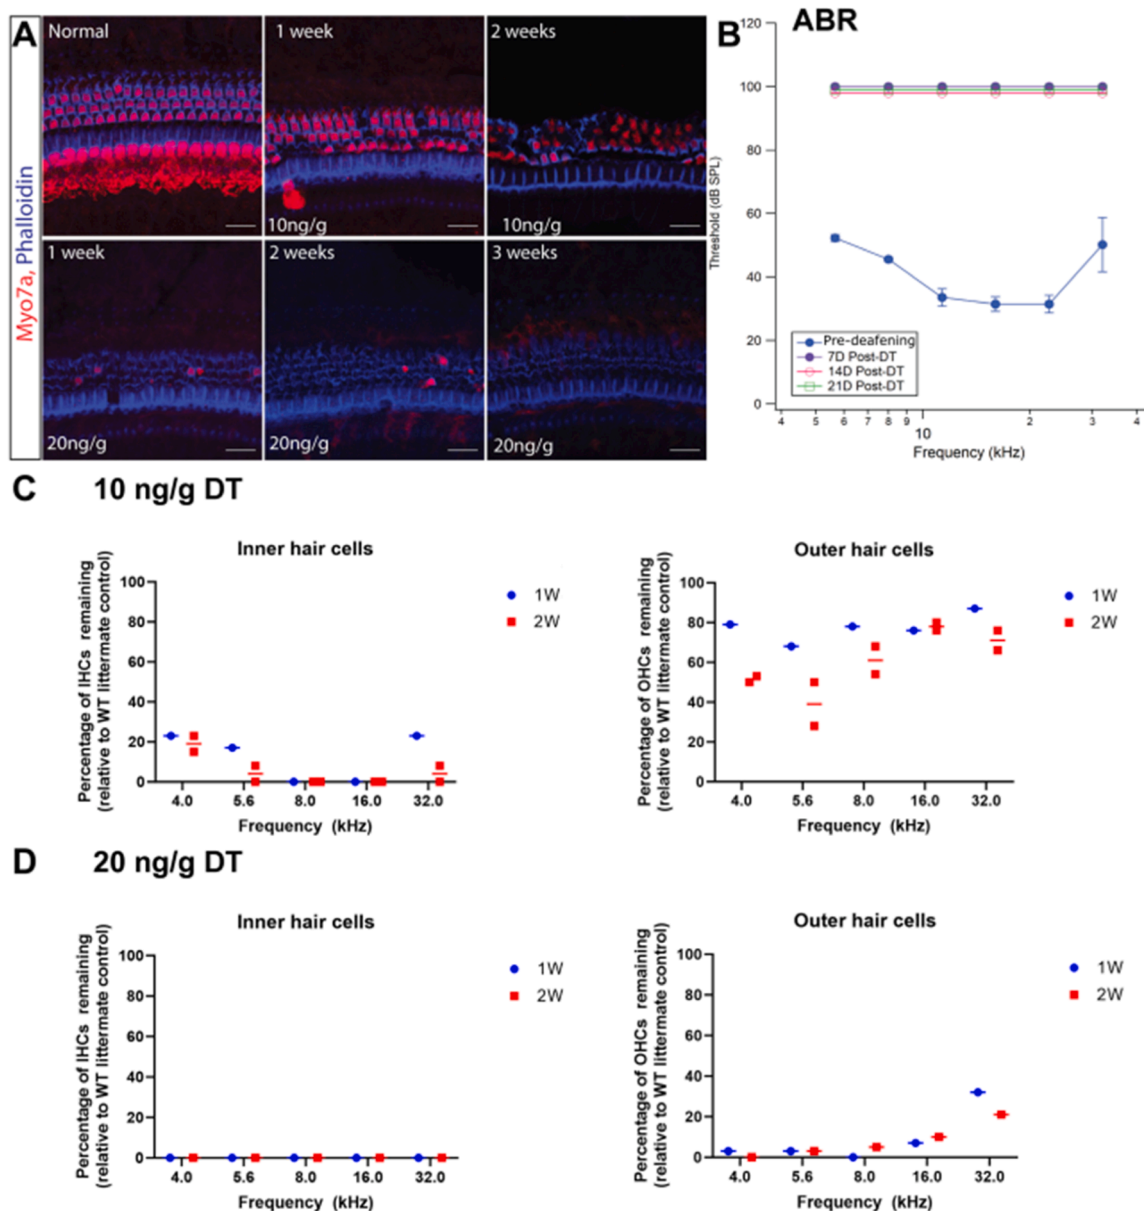 A
Normal
1 week
10ng/g
2 weeks
10ng/g
1 week
20ng/g
2 weeks
20ng/g
3 weeks
20ng/g
Myo7a, Phalloidin
B
ABR
120
100
80
60
40
20
0
Threshold (dB SPL)
Pre-deafening
7D Post-DT
14D Post-DT
21D Post-DT
4 5 6 7 8 9 10 2 3 4
Frequency (kHz)
C 10 ng/g DT
Inner hair cells
Percentage of IHCs remaining
(relative to WT littermate control)
100
80
60
40
20
0
4.0 5.6 8.0 16.0 32.0
Frequency (kHz)
1W
2W
Outer hair cells
Percentage of OHCs remaining
(relative to WT littermate control)
100
80
60
40
20
0
4.0 5.6 8.0 16.0 32.0
Frequency (kHz)
1W
2W
D 20 ng/g DT
Inner hair cells
Percentage of IHCs remaining
(relative to WT littermate control)
100
80
60
40
20
0
4.0 5.6 8.0 16.0 32.0
Frequency (kHz)
1W
2W
Outer hair cells
Percentage of OHCs remaining
(relative to WT littermate control)
100
80
60
40
20
0
4.0 5.6 8.0 16.0 32.0
Frequency (kHz)
1W
2W